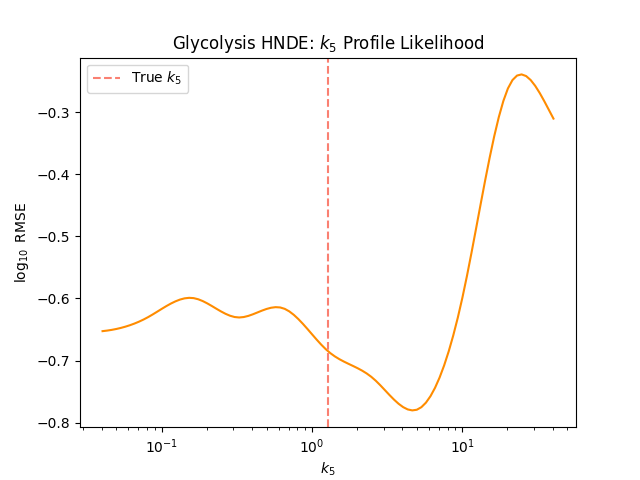 Glycolysis HNDE: k₅ Profile Likelihood
True k₅
−0.3
−0.4
−0.5
−0.6
−0.7
−0.8
log₁₀ RMSE
10⁻¹ 10⁰ 10¹
k₅